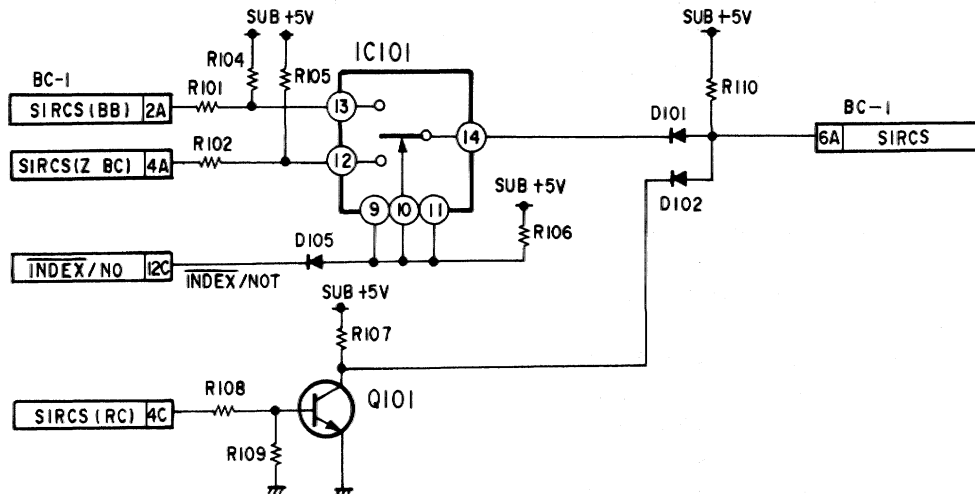 SUB +5V
SUB +5V
IC101
R104
R105
R110
BC-1
R101
D101
BC-1
SIRCS(BB) 2A
13
14
6A SIRCS
R102
SIRCS(Z BC) 4A
12
SUB +5V
D102
9 10 11
D105
R106
INDEX/NO 12C
INDEX/NOT
SUB +5V
R107
R108
Q101
SIRCS(RC) 4C
R109